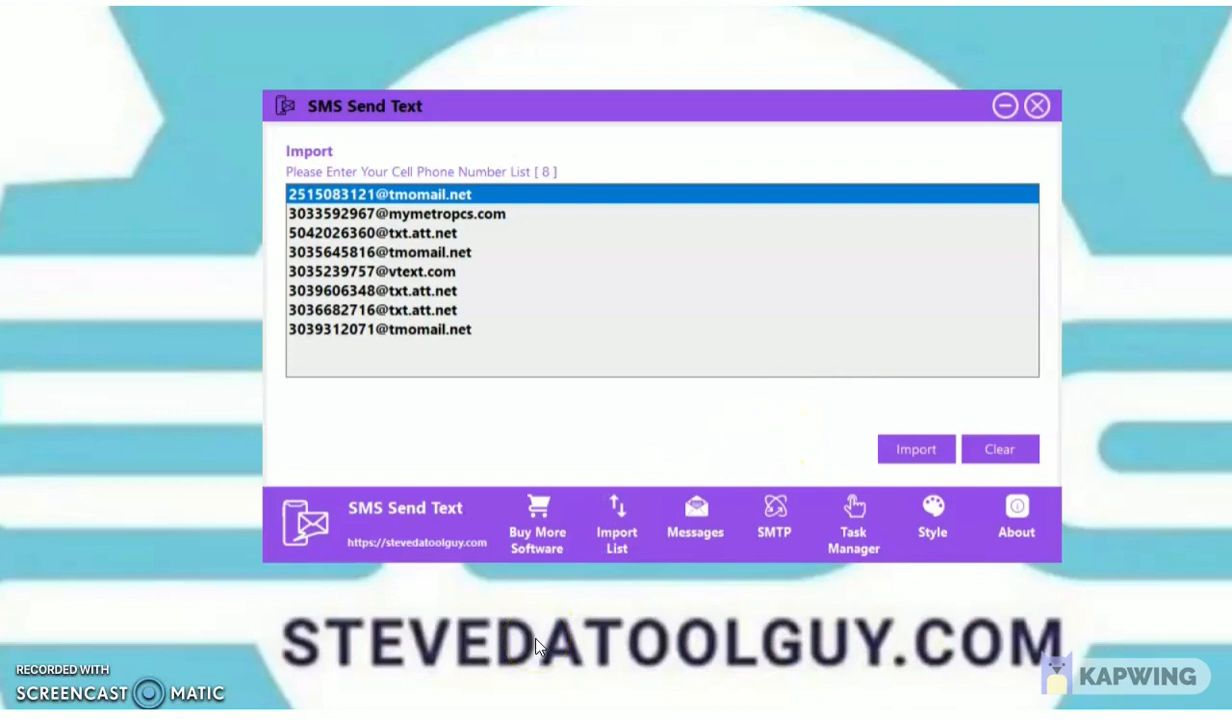 SMS Send Text
Import
Please Enter Your Cell Phone Number List [ 8 ]
2515083121@tmomail.net
3033592967@mymetropcs.com
5042026360@txt.att.net
3035645816@tmomail.net
3035239757@vtext.com
3039606348@txt.att.net
3036682716@txt.att.net
3039312071@tmomail.net
Import Clear
SMS Send Text
https://stevedatoolguy.com
Buy More
Software
Import
List
Messages
SMTP
Task
Manager
Style
About
STEVEDATOOLGUY.COM
RECORDED WITH
SCREENCAST MATIC
KAPWING